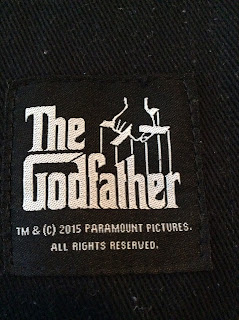 The
Godfather
TM & (C) 2015 PARAMOUNT PICTURES.
ALL RIGHTS RESERVED.